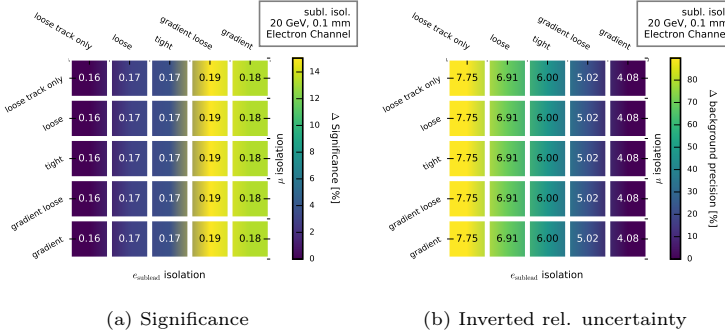 subl. isol.
20 GeV, 0.1 mm
Electron Channel
loose track only
loose
tight
gradient loose
gradient
loose track only
0.16 0.17 0.17 0.19 0.18
loose
0.16 0.17 0.17 0.19 0.18
tight
0.16 0.17 0.17 0.19 0.18
gradient loose
0.16 0.17 0.17 0.19 0.18
gradient
0.16 0.17 0.17 0.19 0.18
μ isolation
e_sublead isolation
14
12
10
8
6
4
2
0
Δ Significance [%]
(a) Significance
subl. isol.
20 GeV, 0.1 mm
Electron Channel
loose track only
loose
tight
gradient loose
gradient
loose track only
7.75 6.91 6.00 5.02 4.08
loose
7.75 6.91 6.00 5.02 4.08
tight
7.75 6.91 6.00 5.02 4.08
gradient loose
7.75 6.91 6.00 5.02 4.08
gradient
7.75 6.91 6.00 5.02 4.08
μ isolation
e_sublead isolation
80
70
60
50
40
30
20
10
0
Δ background precision [%]
(b) Inverted rel. uncertainty